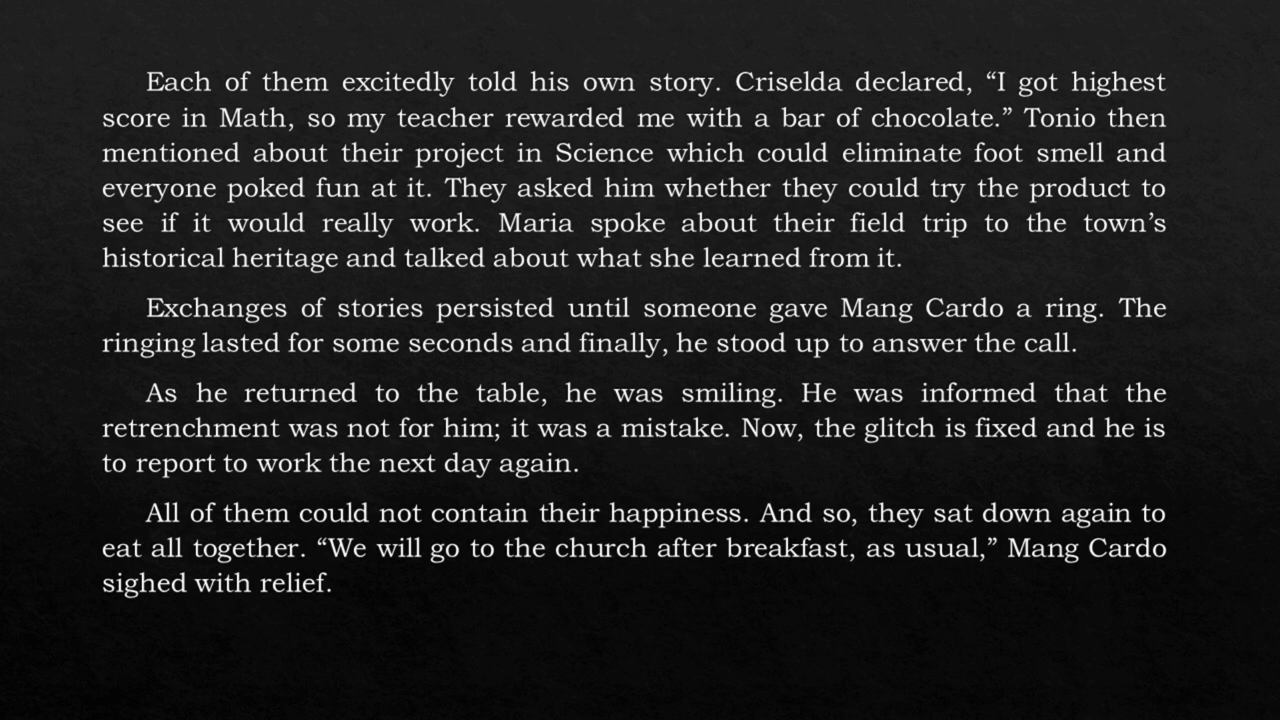 Each of them excitedly told his own story. Criselda declared, “I got highest
score in Math, so my teacher rewarded me with a bar of chocolate.” Tonio then
mentioned about their project in Science which could eliminate foot smell and
everyone poked fun at it. They asked him whether they could try the product to
see if it would really work. Maria spoke about their field trip to the town’s
historical heritage and talked about what she learned from it.
Exchanges of stories persisted until someone gave Mang Cardo a ring. The
ringing lasted for some seconds and finally, he stood up to answer the call.
As he returned to the table, he was smiling. He was informed that the
retrenchment was not for him; it was a mistake. Now, the glitch is fixed and he is
to report to work the next day again.
All of them could not contain their happiness. And so, they sat down again to
eat all together. “We will go to the church after breakfast, as usual,” Mang Cardo
sighed with relief.